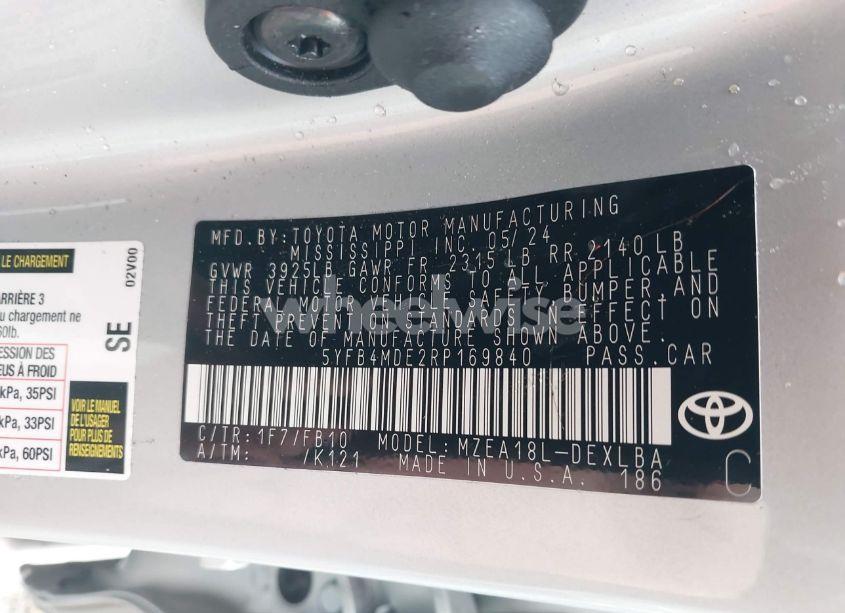 LE CHARGEMENT
02V00
ARRIÈRE 3
u chargement ne
60lb.
SE
ESSION DES
EUS À FROID
kPa, 35PSI
kPa, 33PSI
kPa, 60PSI
VOIR LE MANUEL
DE L'USAGER
POUR PLUS DE
RENSEIGNEMENTS
MFD.BY:TOYOTA MOTOR MANUFACTURING
MISSISSIPPI INC. 05/24
GVWR 3925LB GAWR FR 2315 LB RR 2140 LB
THIS VEHICLE CONFORMS TO ALL APPLICABLE
FEDERAL MOTOR VEHICLE SAFETY BUMPER AND
THEFT PREVENTION STANDARDS IN EFFECT ON
THE DATE OF MANUFACTURE SHOWN ABOVE.
5YFB4MDE2RP169840 PASS.CAR
C/TR:1F7/FB10 MODEL:MZEA18L-DEXLBA
A/TM: /K121 MADE IN U.S.A. 186
C
wheelwise